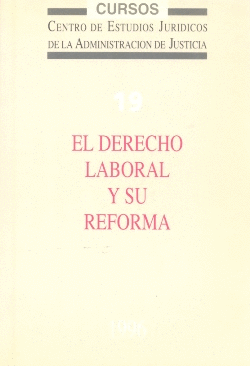 CURSOS
CENTRO DE ESTUDIOS JURIDICOS
DE LA ADMINISTRACION DE JUSTICIA
19
EL DERECHO
LABORAL
Y SU
REFORMA